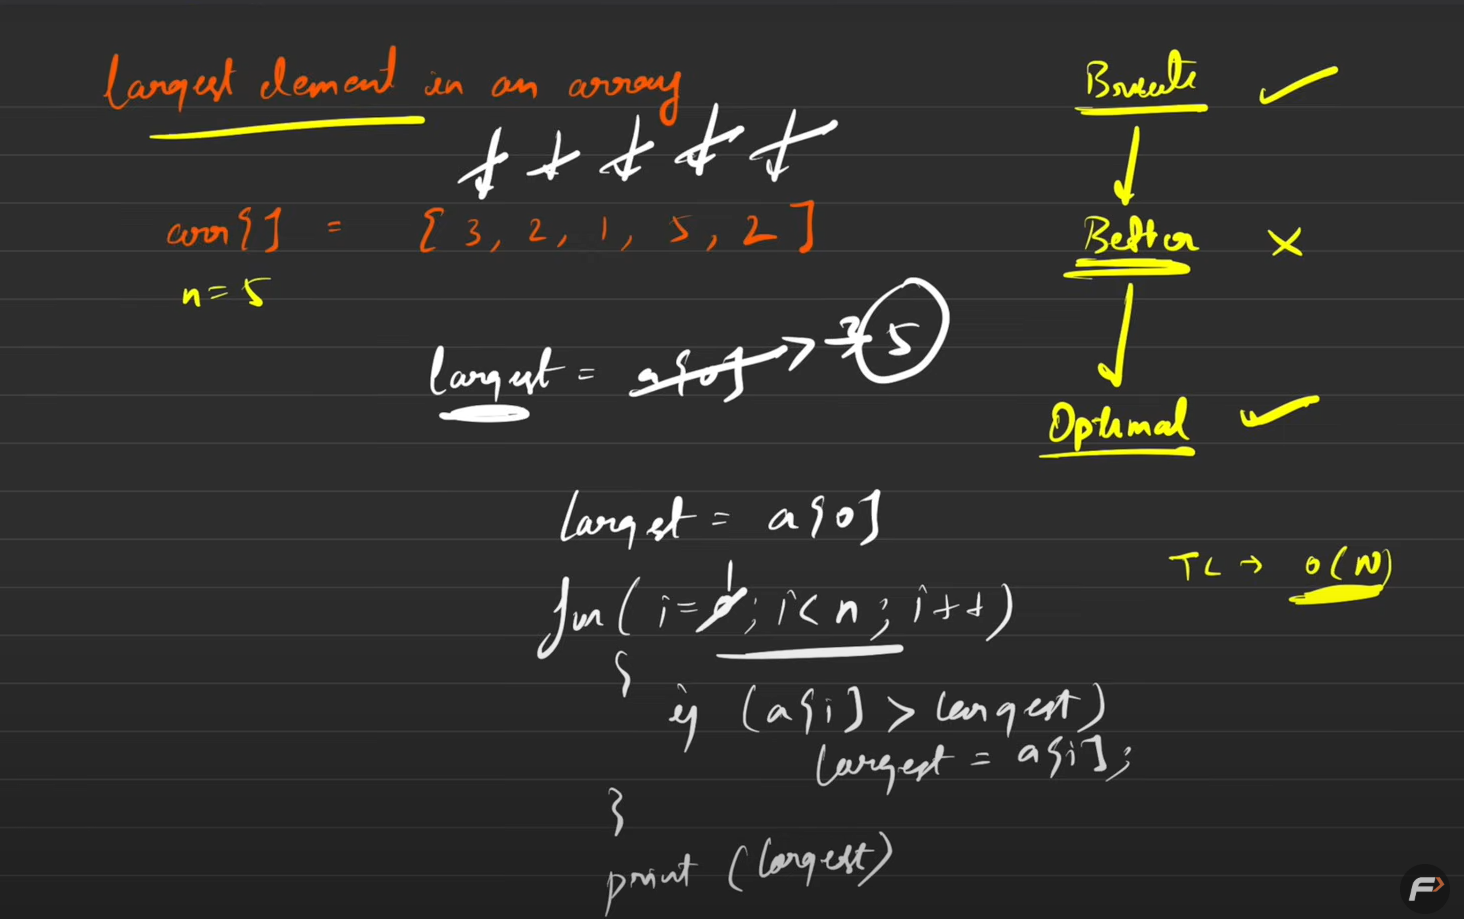 largest element in an array
arr[] = [3, 2, 1, 5, 2]
n = 5
largest = a[0] > 3 5
largest = a[0]
for( i = 0 1; i < n; i++)
{
if (a[i] > largest)
largest = a[i];
}
print (largest)
Brute ✓
Better ×
Optimal ✓
TC → O(N)
F